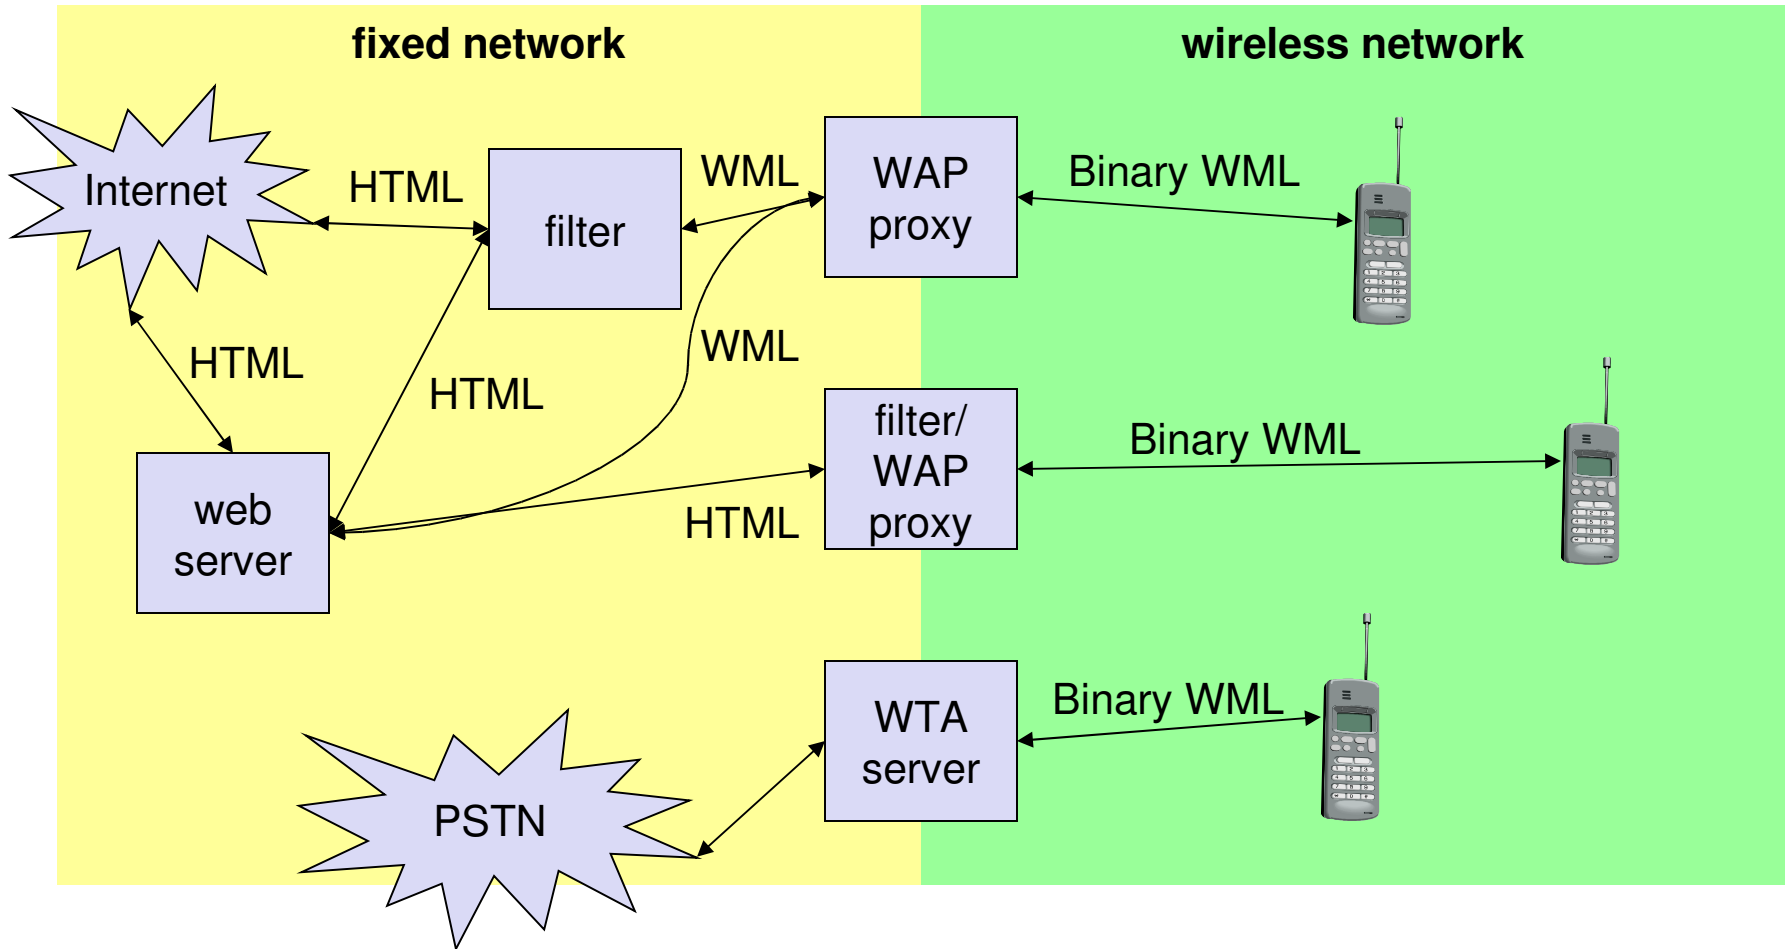 fixed network
wireless network
Internet
HTML
filter
WML
WAP
proxy
Binary WML
HTML
HTML
WML
web
server
HTML
filter/
WAP
proxy
Binary WML
PSTN
WTA
server
Binary WML